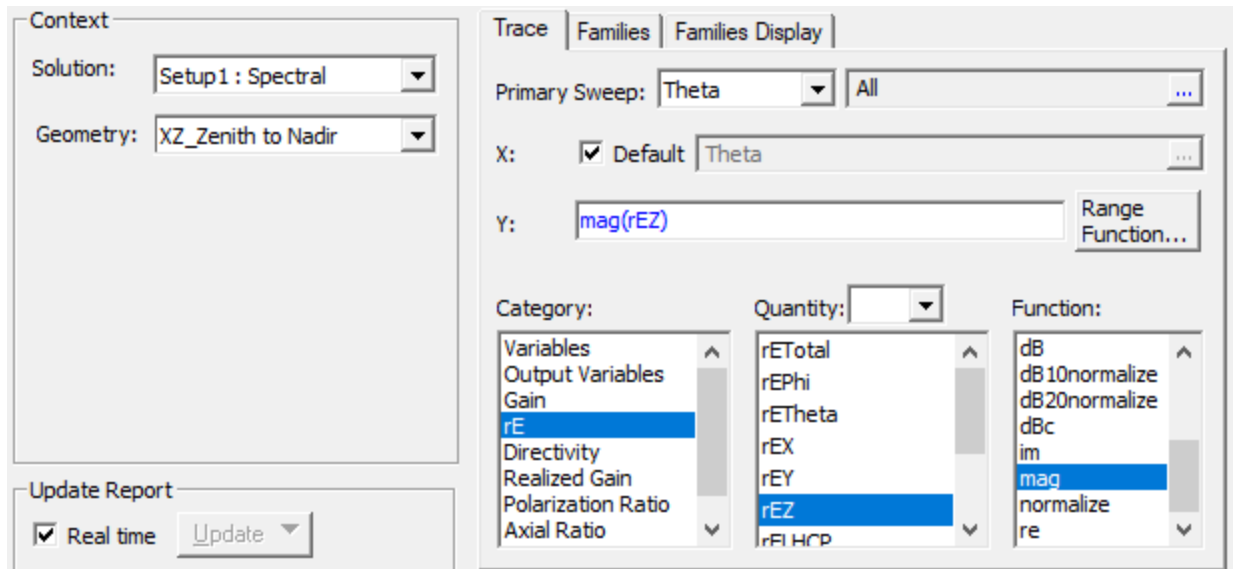 Context
Solution:
Setup1 : Spectral
Geometry:
XZ_Zenith to Nadir
Update Report
Real time
Update
Trace
Families
Families Display
Primary Sweep:
Theta
All
...
X:
Default
Theta
...
Y:
mag(rEZ)
Range
Function...
Category:
Variables
Output Variables
Gain
rE
Directivity
Realized Gain
Polarization Ratio
Axial Ratio
Quantity:
rETotal
rEPhi
rETheta
rEX
rEY
rEZ
rELHCP
Function:
dB
dB10normalize
dB20normalize
dBc
im
mag
normalize
re